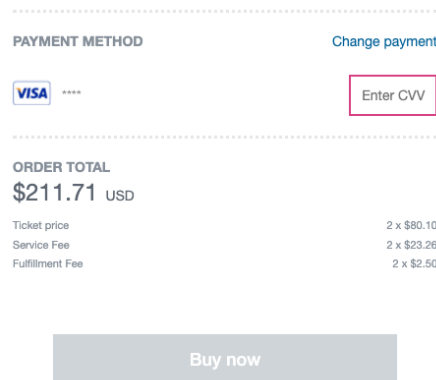 PAYMENT METHOD Change payment
VISA **** Enter CVV
ORDER TOTAL
$211.71 USD
Ticket price 2 x $80.10
Service Fee 2 x $23.26
Fulfillment Fee 2 x $2.50
Buy now